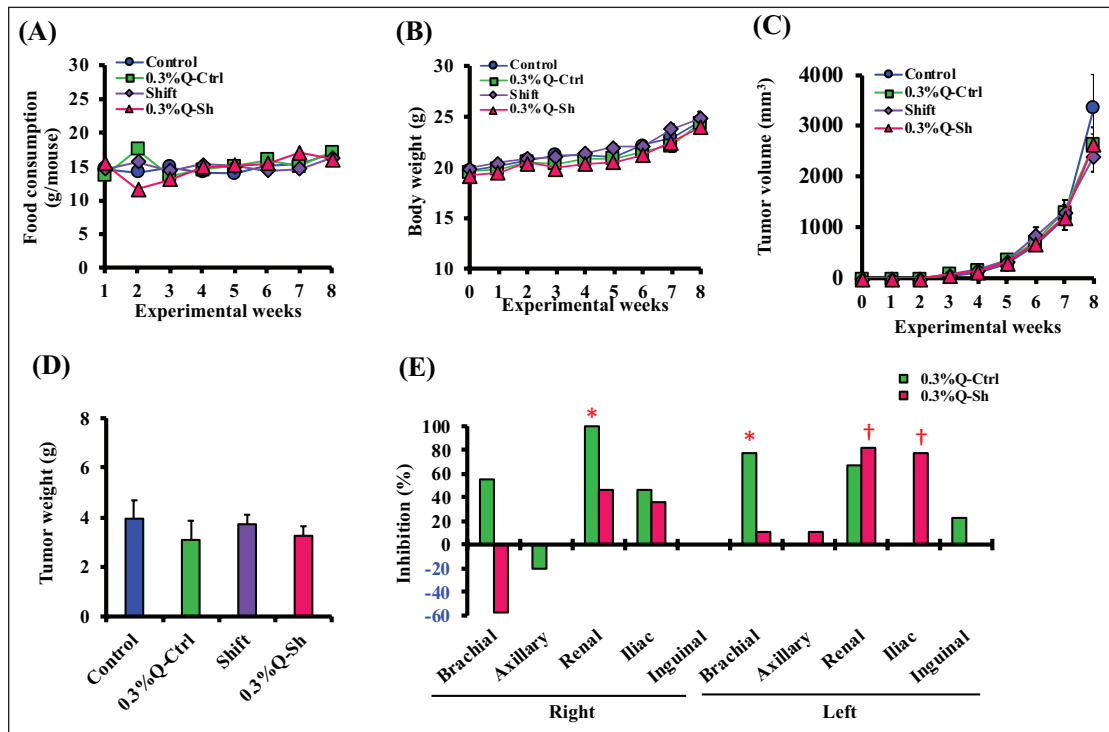 (A)
Control
0.3%Q-Ctrl
Shift
0.3%Q-Sh
Food consumption
(g/mouse)
30
25
20
15
10
5
0
1 2 3 4 5 6 7 8
Experimental weeks
(B)
Control
0.3%Q-Ctrl
Shift
0.3%Q-Sh
Body weight (g)
30
25
20
15
10
0 1 2 3 4 5 6 7 8
Experimental weeks
(C)
Control
0.3%Q-Ctrl
Shift
0.3%Q-Sh
Tumor volume (mm³)
4000
3000
2000
1000
0
0 1 2 3 4 5 6 7 8
Experimental weeks
(D)
Tumor weight (g)
8
6
4
2
0
Control
0.3%Q-Ctrl
Shift
0.3%Q-Sh
(E)
0.3%Q-Ctrl
0.3%Q-Sh
Inhibition (%)
100
80
60
40
20
0
-20
-40
-60
* * † †
Brachial Axillary Renal Iliac Inguinal Brachial Axillary Renal Iliac Inguinal
Right Left